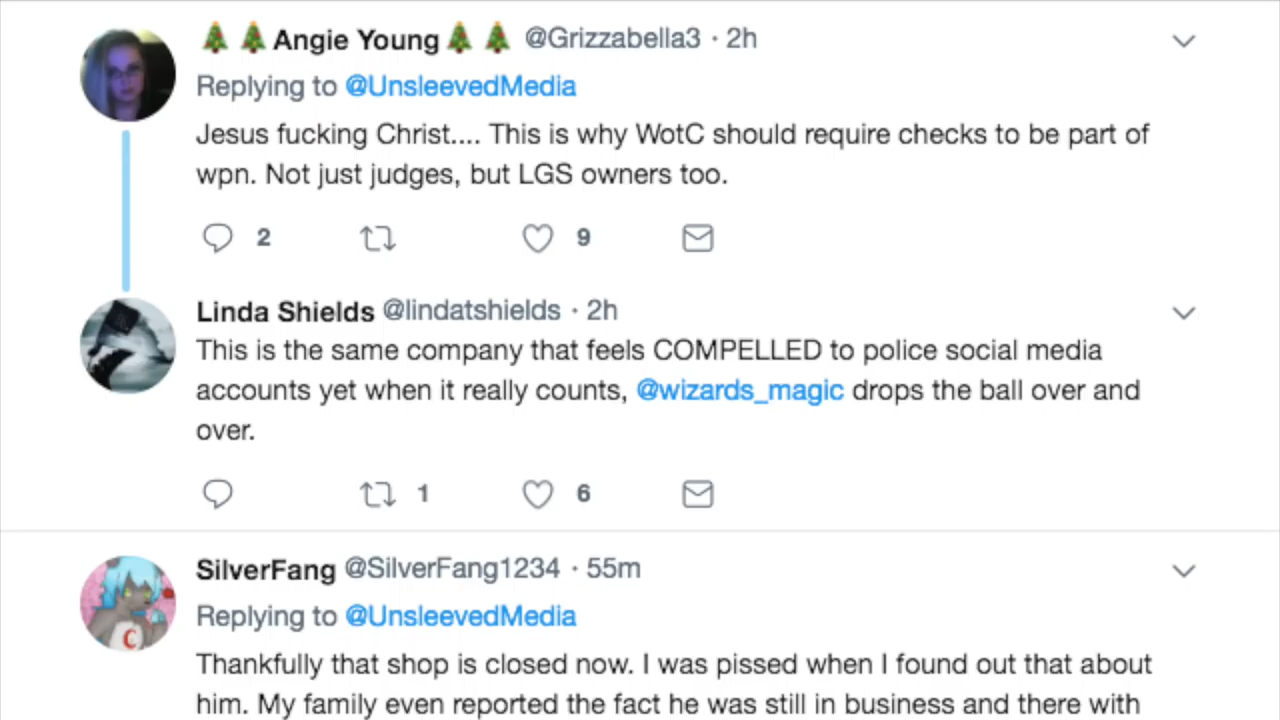 🎄🎄Angie Young🎄🎄 @Grizzabella3 · 2h
Replying to @UnsleevedMedia
Jesus fucking Christ.... This is why WotC should require checks to be part of
wpn. Not just judges, but LGS owners too.
2 9
Linda Shields @lindatshields · 2h
This is the same company that feels COMPELLED to police social media
accounts yet when it really counts, @wizards_magic drops the ball over and
over.
1 6
SilverFang @SilverFang1234 · 55m
Replying to @UnsleevedMedia
C
Thankfully that shop is closed now. I was pissed when I found out that about
him. My family even reported the fact he was still in business and there with